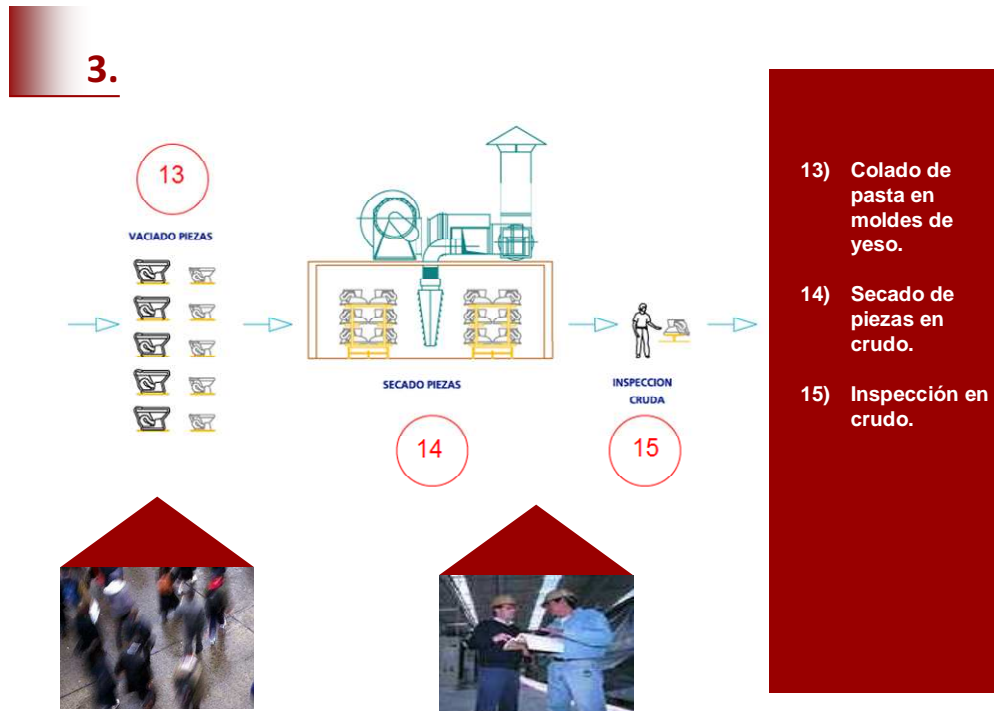 3.
13
VACIADO PIEZAS
SECADO PIEZAS
14
INSPECCION
CRUDA
15
13) Colado de
pasta en
moldes de
yeso.
14) Secado de
piezas en
crudo.
15) Inspección en
crudo.